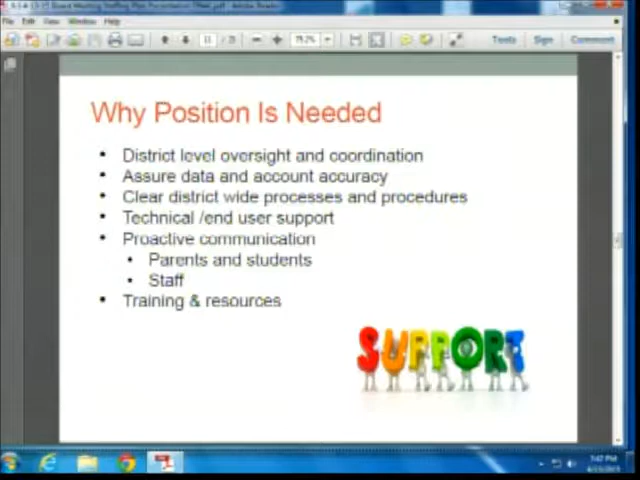 File Edit View Window Help
Tools Sign Comment
Why Position Is Needed
• District level oversight and coordination
• Assure data and account accuracy
• Clear district wide processes and procedures
• Technical /end user support
• Proactive communication
• Parents and students
• Staff
• Training & resources
SUPPORT